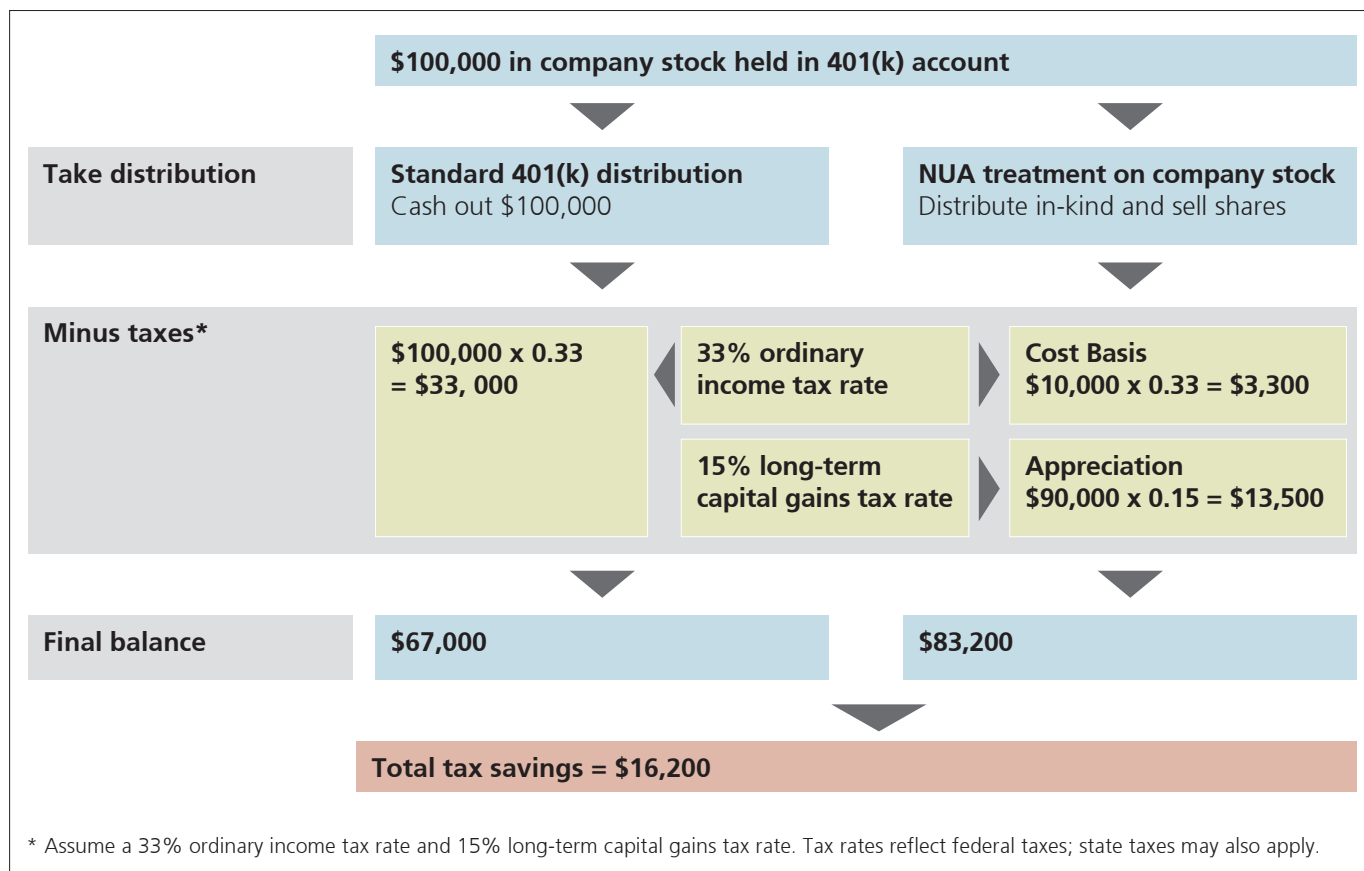 $100,000 in company stock held in 401(k) account
Take distribution
Standard 401(k) distribution
Cash out $100,000
NUA treatment on company stock
Distribute in-kind and sell shares
Minus taxes*
$100,000 x 0.33
= $33, 000
33% ordinary
income tax rate
Cost Basis
$10,000 x 0.33 = $3,300
15% long-term
capital gains tax rate
Appreciation
$90,000 x 0.15 = $13,500
Final balance
$67,000
$83,200
Total tax savings = $16,200
* Assume a 33% ordinary income tax rate and 15% long-term capital gains tax rate. Tax rates reflect federal taxes; state taxes may also apply.